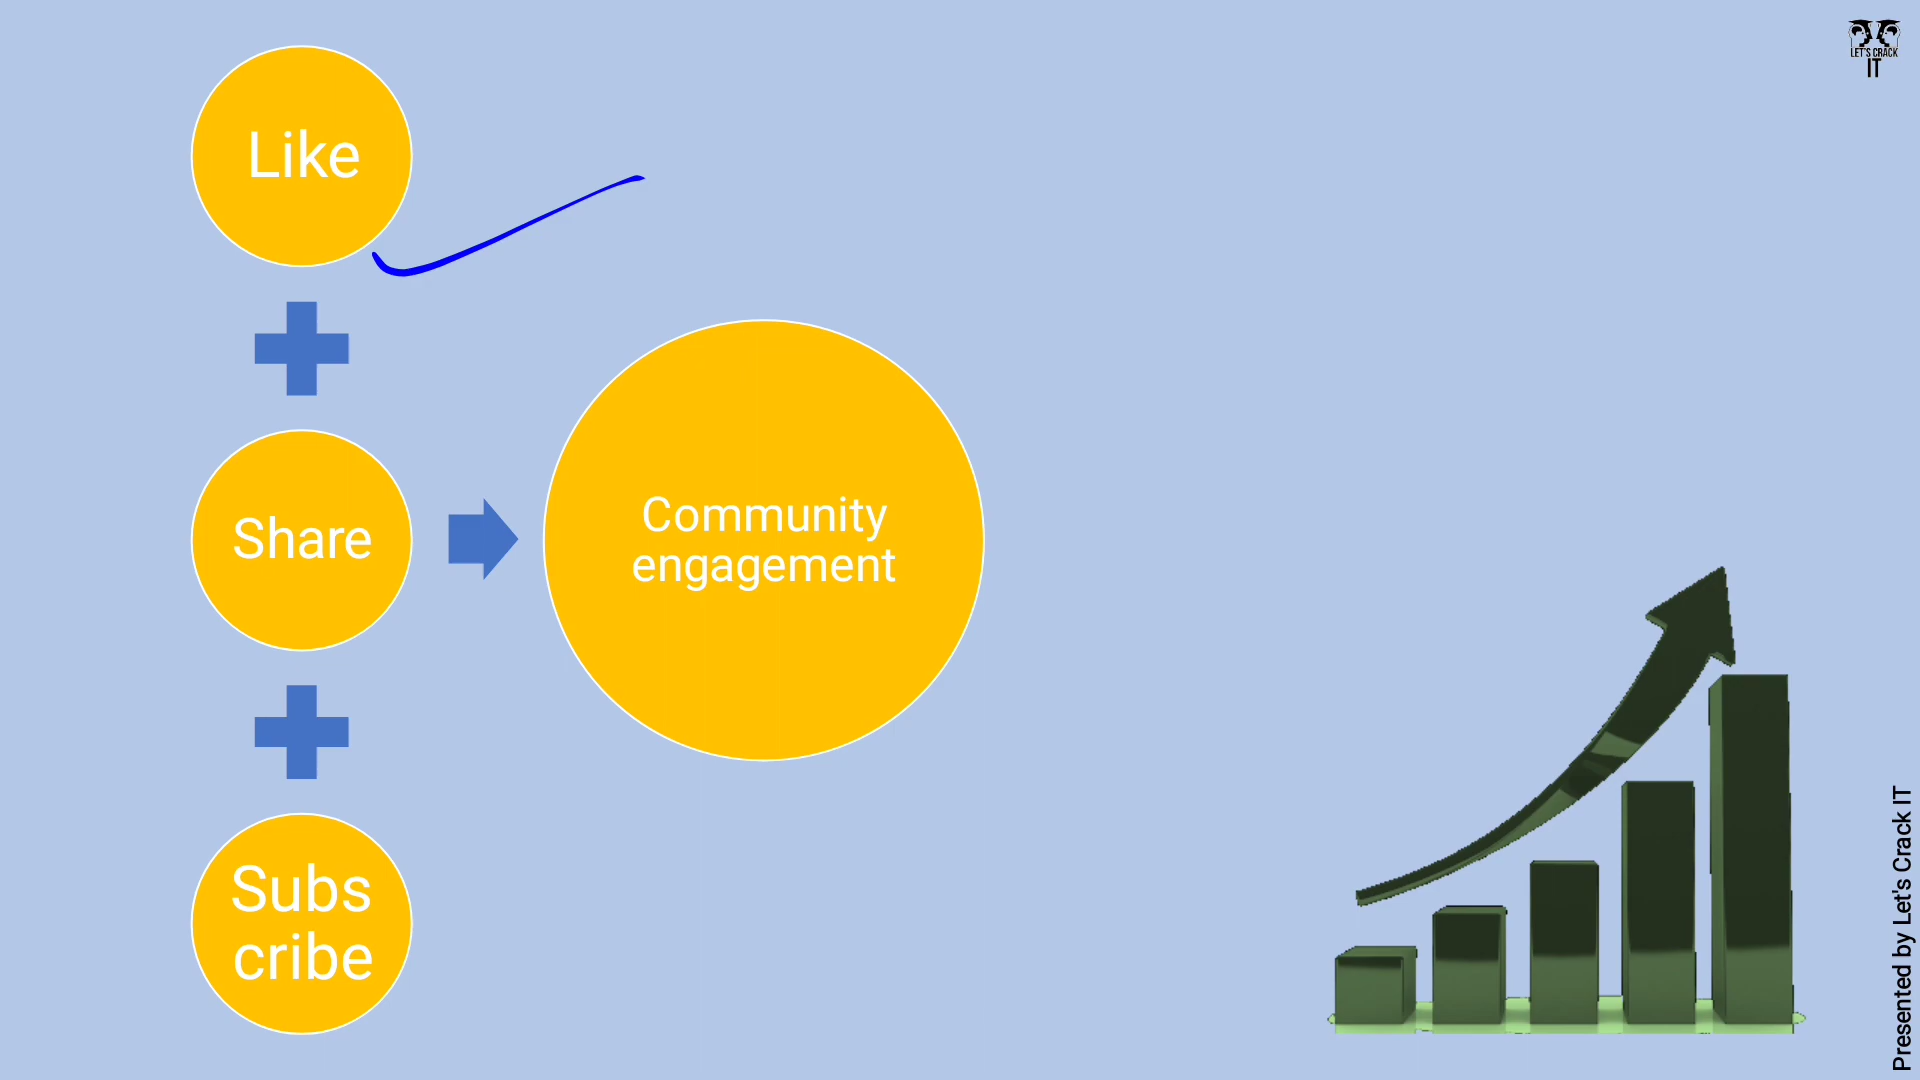 Like
Share
Subs
cribe
Community
engagement
LET'S CRACK
IT
Presented by Let's Crack IT